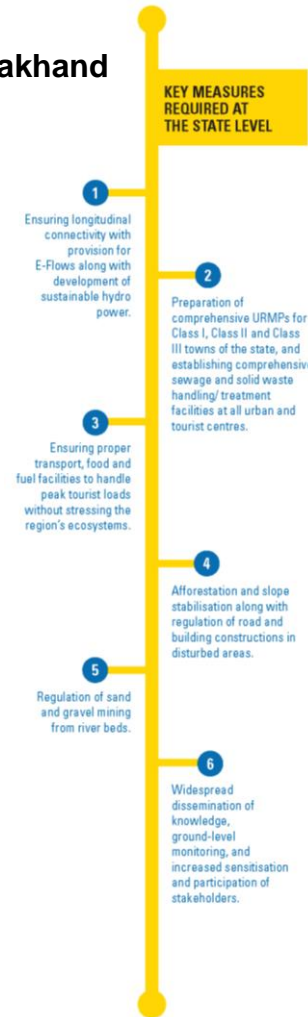 akhand
KEY MEASURES
REQUIRED AT
THE STATE LEVEL
1
Ensuring longitudinal
connectivity with
provision for
E-Flows along with
development of
sustainable hydro
power.
2
Preparation of
comprehensive URMPs for
Class I, Class II and Class
III towns of the state, and
establishing comprehensive
sewage and solid waste
handling/ treatment
facilities at all urban and
tourist centres.
3
Ensuring proper
transport, food and
fuel facilities to handle
peak tourist loads
without stressing the
region's ecosystems.
4
Afforestation and slope
stabilisation along with
regulation of road and
building constructions in
disturbed areas.
5
Regulation of sand
and gravel mining
from river beds.
6
Widespread
dissemination of
knowledge,
ground-level
monitoring, and
increased sensitisation
and participation of
stakeholders.